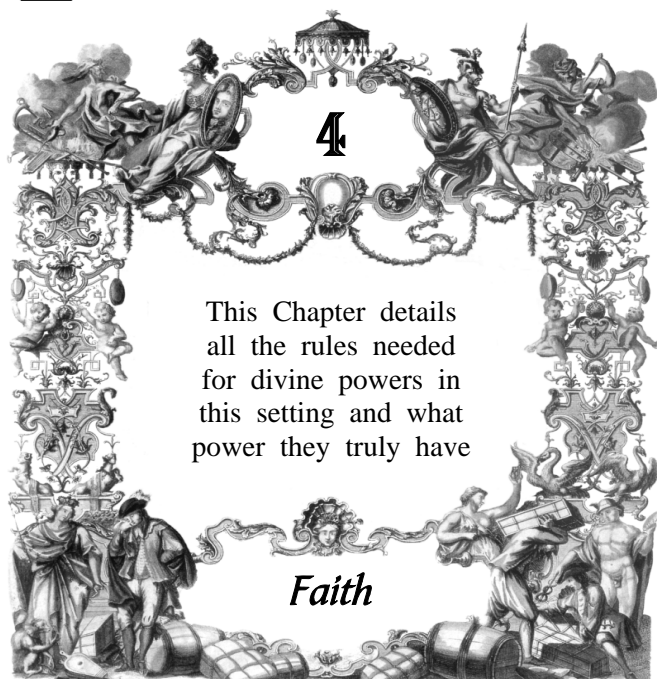 4
This Chapter details
all the rules needed
for divine powers in
this setting and what
power they truly have
Faith